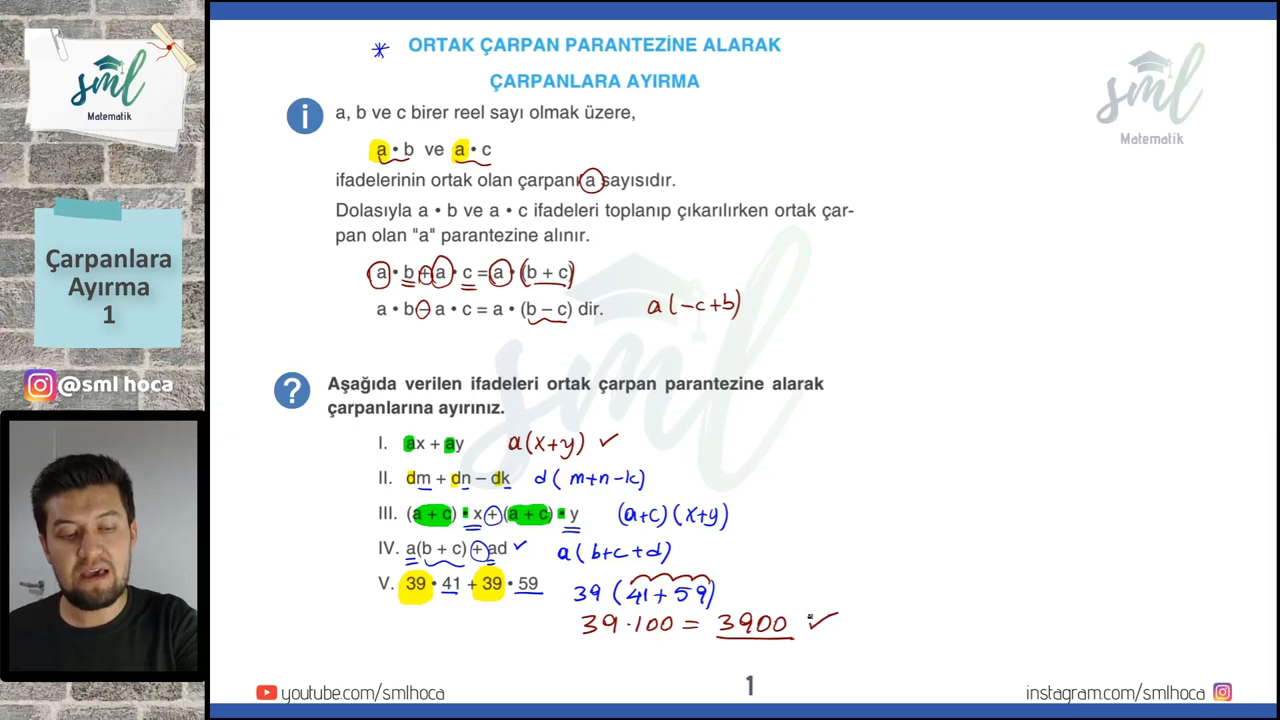 sml
Matematik
Çarpanlara
Ayırma
1
@sml hoca
* ORTAK ÇARPAN PARANTEZİNE ALARAK
ÇARPANLARA AYIRMA
sml
Matematik
i a, b ve c birer reel sayı olmak üzere,
a • b ve a • c
ifadelerinin ortak olan çarpanı a sayısıdır.
Dolasıyla a • b ve a • c ifadeleri toplanıp çıkarılırken ortak çar-
pan olan "a" parantezine alınır.
a • b + a • c = a • (b + c)
a • b – a • c = a • (b – c) dir. a(-c+b)
? Aşağıda verilen ifadeleri ortak çarpan parantezine alarak
çarpanlarına ayırınız.
I. ax + ay a(x+y) ✓
II. dm + dn – dk d(m+n-k)
III. (a + c) • x + (a + c) • y (a+c)(x+y)
IV. a(b + c) + ad ✓ a(b+c+d)
V. 39 • 41 + 39 • 59 39(41+59)
39·100 = 3900 ✓
youtube.com/smlhoca
1
instagram.com/smlhoca